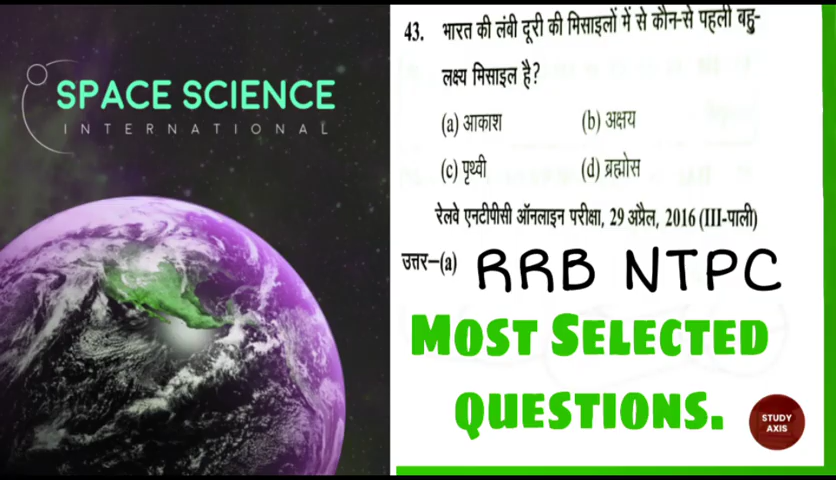 SPACE SCIENCE
INTERNATIONAL
43. भारत की लंबी दूरी की मिसाइलों में से कौन-से पहली बहु-
लक्ष्य मिसाइल है?
(a) आकाश (b) अक्षय
(c) पृथ्वी (d) ब्रह्मोस
रेलवे एनटीपीसी ऑनलाइन परीक्षा, 29 अप्रैल, 2016 (III-पाली)
उत्तर–(a) RRB NTPC
MOST SELECTED
QUESTIONS.
STUDY
AXIS